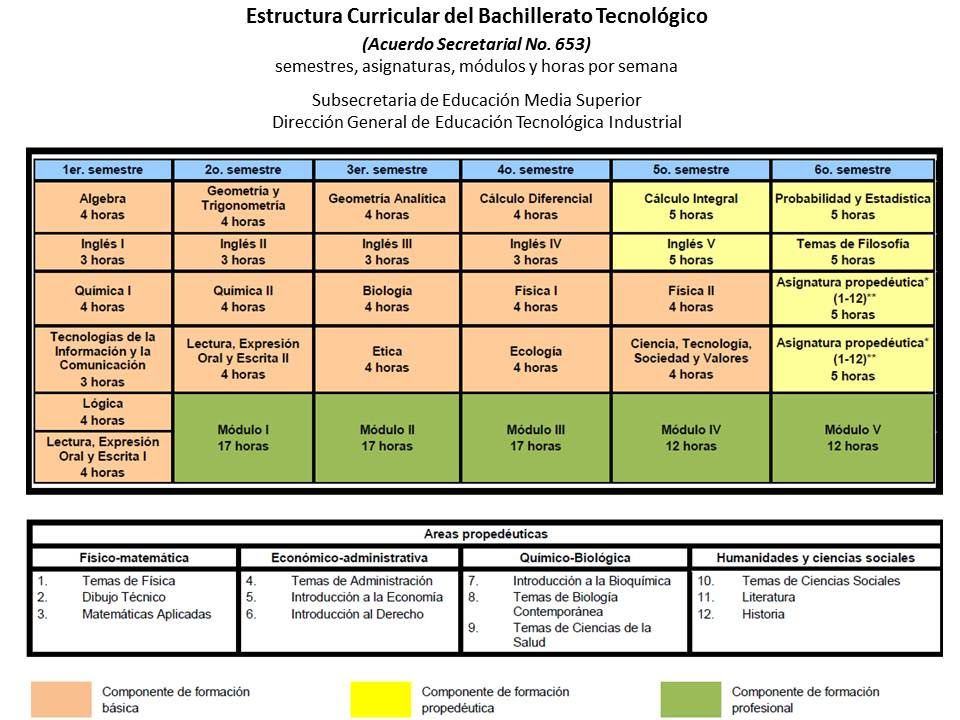 Estructura Curricular del Bachillerato Tecnológico
(Acuerdo Secretarial No. 653)
semestres, asignaturas, módulos y horas por semana
Subsecretaria de Educación Media Superior
Dirección General de Educación Tecnológica Industrial
1er. semestre
2o. semestre
3er. semestre
4o. semestre
5o. semestre
6o. semestre
Algebra
4 horas
Geometría y
Trigonometría
4 horas
Geometría Analítica
4 horas
Cálculo Diferencial
4 horas
Cálculo Integral
5 horas
Probabilidad y Estadística
5 horas
Inglés I
3 horas
Inglés II
3 horas
Inglés III
3 horas
Inglés IV
3 horas
Inglés V
5 horas
Temas de Filosofía
5 horas
Química I
4 horas
Química II
4 horas
Biología
4 horas
Física I
4 horas
Física II
4 horas
Asignatura propedéutica*
(1-12)**
5 horas
Tecnologías de la
Información y la
Comunicación
3 horas
Lectura, Expresión
Oral y Escrita II
4 horas
Etica
4 horas
Ecología
4 horas
Ciencia, Tecnología,
Sociedad y Valores
4 horas
Asignatura propedéutica*
(1-12)**
5 horas
Lógica
4 horas
Lectura, Expresión
Oral y Escrita I
4 horas
Módulo I
17 horas
Módulo II
17 horas
Módulo III
17 horas
Módulo IV
12 horas
Módulo V
12 horas
Areas propedéuticas
Físico-matemática
Económico-administrativa
Químico-Biológica
Humanidades y ciencias sociales
1. Temas de Física
2. Dibujo Técnico
3. Matemáticas Aplicadas
4. Temas de Administración
5. Introducción a la Economía
6. Introducción al Derecho
7. Introducción a la Bioquímica
8. Temas de Biología
Contemporánea
9. Temas de Ciencias de la
Salud
10. Temas de Ciencias Sociales
11. Literatura
12. Historia
Componente de formación
básica
Componente de formación
propedéutica
Componente de formación
profesional